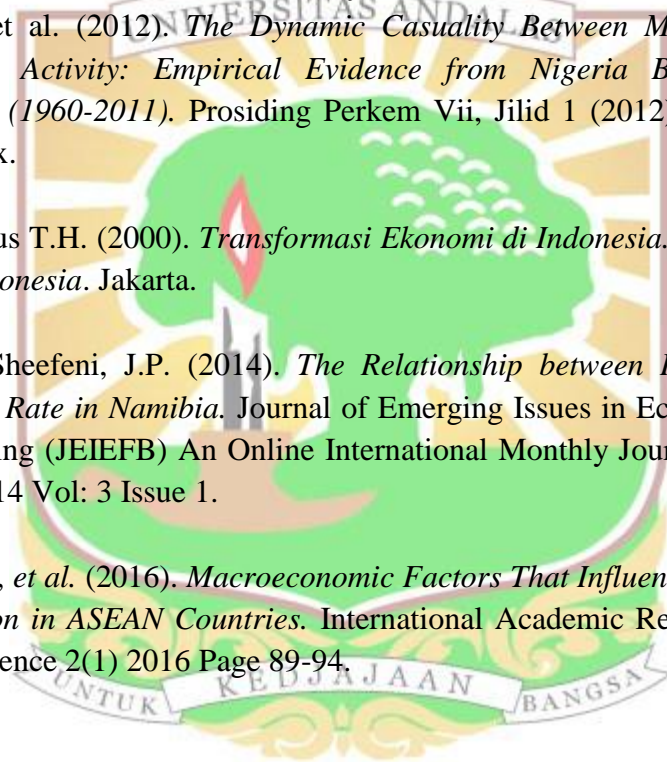 UNIVERSITAS ANDALAS
et al. (2012). The Dynamic Casuality Between M
Activity: Empirical Evidence from Nigeria B
(1960-2011). Prosiding Perkem Vii, Jilid 1 (2012)
x.
us T.H. (2000). Transformasi Ekonomi di Indonesia.
onesia. Jakarta.
Sheefeni, J.P. (2014). The Relationship between I
Rate in Namibia. Journal of Emerging Issues in Ec
ing (JEIEFB) An Online International Monthly Jour
14 Vol: 3 Issue 1.
, et al. (2016). Macroeconomic Factors That Influen
on in ASEAN Countries. International Academic Re
ence 2(1) 2016 Page 89-94.
UNTUK KEDJAJAAN BANGSA